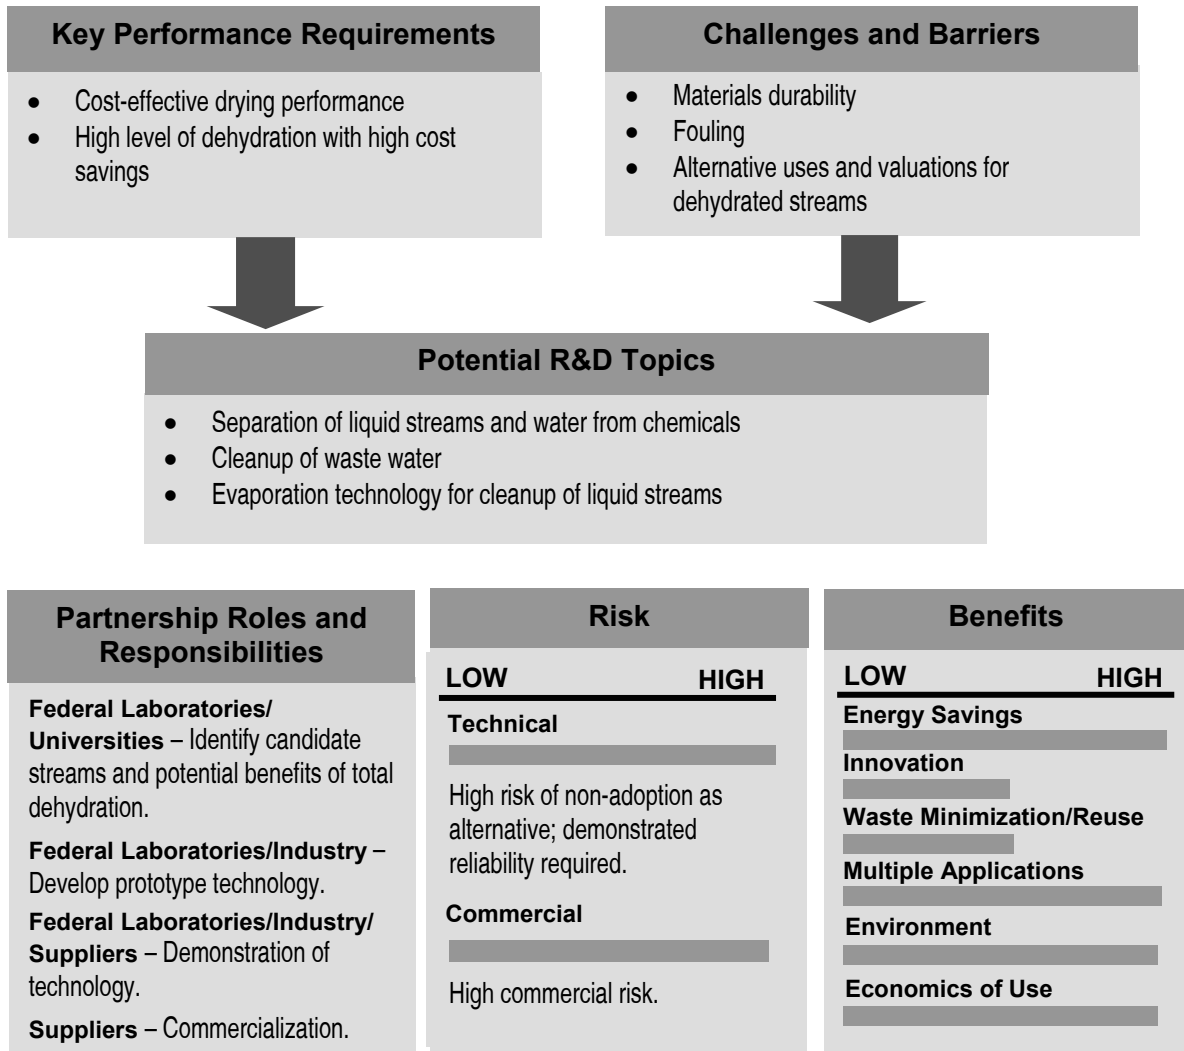 Key Performance Requirements
• Cost-effective drying performance
• High level of dehydration with high cost
savings
Challenges and Barriers
• Materials durability
• Fouling
• Alternative uses and valuations for
dehydrated streams
Potential R&D Topics
• Separation of liquid streams and water from chemicals
• Cleanup of waste water
• Evaporation technology for cleanup of liquid streams
Partnership Roles and
Responsibilities
Federal Laboratories/
Universities – Identify candidate
streams and potential benefits of total
dehydration.
Federal Laboratories/Industry –
Develop prototype technology.
Federal Laboratories/Industry/
Suppliers – Demonstration of
technology.
Suppliers – Commercialization.
Risk
LOW HIGH
Technical
High risk of non-adoption as
alternative; demonstrated
reliability required.
Commercial
High commercial risk.
Benefits
LOW HIGH
Energy Savings
Innovation
Waste Minimization/Reuse
Multiple Applications
Environment
Economics of Use